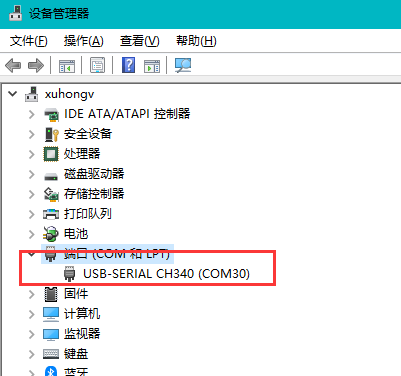 设备管理器
文件(F) 操作(A) 查看(V) 帮助(H)
xuhongv
IDE ATA/ATAPI 控制器
安全设备
处理器
磁盘驱动器
存储控制器
打印队列
电池
端口 (COM 和 LPT)
USB-SERIAL CH340 (COM30)
固件
计算机
监视器
键盘
蓝牙